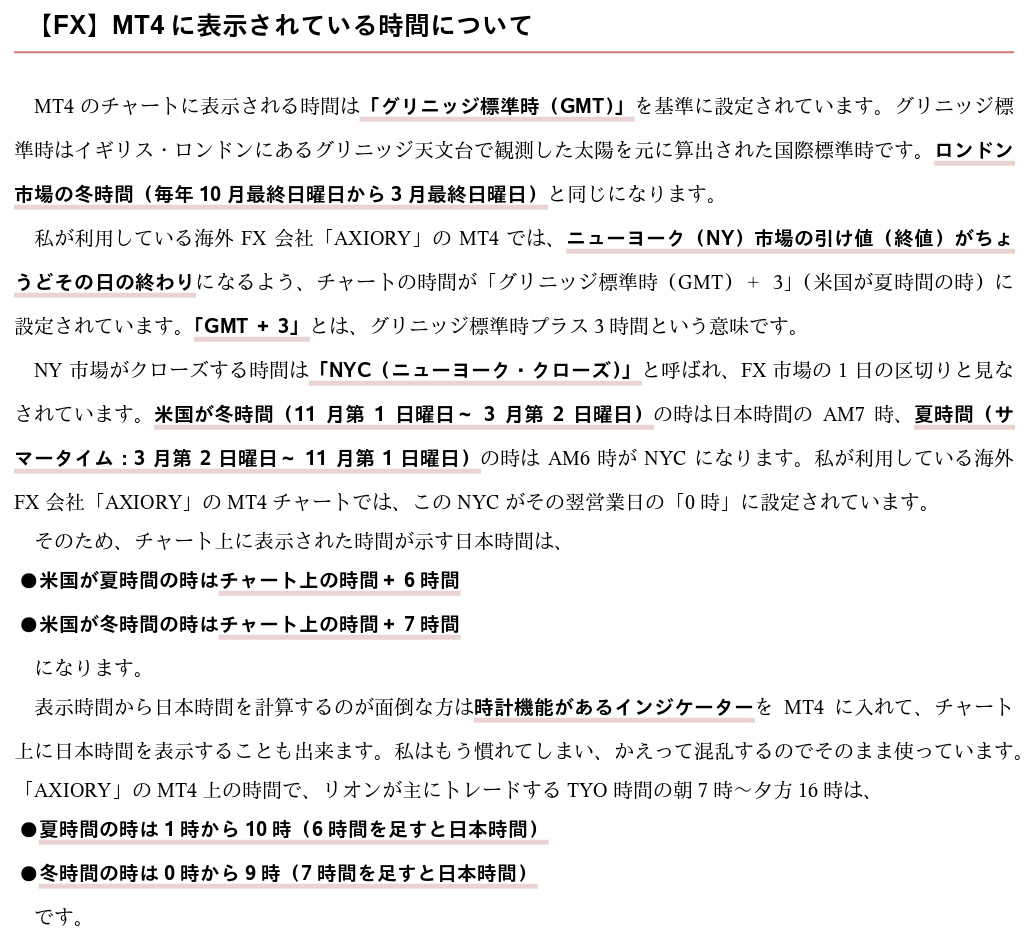 【FX】MT4に表示されている時間について
MT4 のチャートに表示される時間は「グリニッジ標準時（GMT）」を基準に設定されています。グリニッジ標
準時はイギリス・ロンドンにあるグリニッジ天文台で観測した太陽を元に算出された国際標準時です。ロンドン
市場の冬時間（毎年 10 月最終日曜日から 3 月最終日曜日）と同じになります。
私が利用している海外 FX 会社「AXIORY」の MT4 では、ニューヨーク（NY）市場の引け値（終値）がちょ
うどその日の終わりになるよう、チャートの時間が「グリニッジ標準時（GMT） + 3」（米国が夏時間の時）に
設定されています。「GMT + 3」とは、グリニッジ標準時プラス 3 時間という意味です。
NY 市場がクローズする時間は「NYC（ニューヨーク・クローズ）」と呼ばれ、FX 市場の 1 日の区切りと見な
されています。米国が冬時間（11 月第 1 日曜日～ 3 月第 2 日曜日）の時は日本時間の AM7 時、夏時間（サ
マータイム：3 月第 2 日曜日～ 11 月第 1 日曜日）の時は AM6 時が NYC になります。私が利用している海外
FX 会社「AXIORY」の MT4 チャートでは、この NYC がその翌営業日の「0 時」に設定されています。
そのため、チャート上に表示された時間が示す日本時間は、
●米国が夏時間の時はチャート上の時間 + 6 時間
●米国が冬時間の時はチャート上の時間 + 7 時間
になります。
表示時間から日本時間を計算するのが面倒な方は時計機能があるインジケーターを MT4 に入れて、チャート
上に日本時間を表示することも出来ます。私はもう慣れてしまい、かえって混乱するのでそのまま使っています。
「AXIORY」の MT4 上の時間で、リオンが主にトレードする TYO 時間の朝 7 時～夕方 16 時は、
●夏時間の時は 1 時から 10 時（6 時間を足すと日本時間）
●冬時間の時は 0 時から 9 時（7 時間を足すと日本時間）
です。